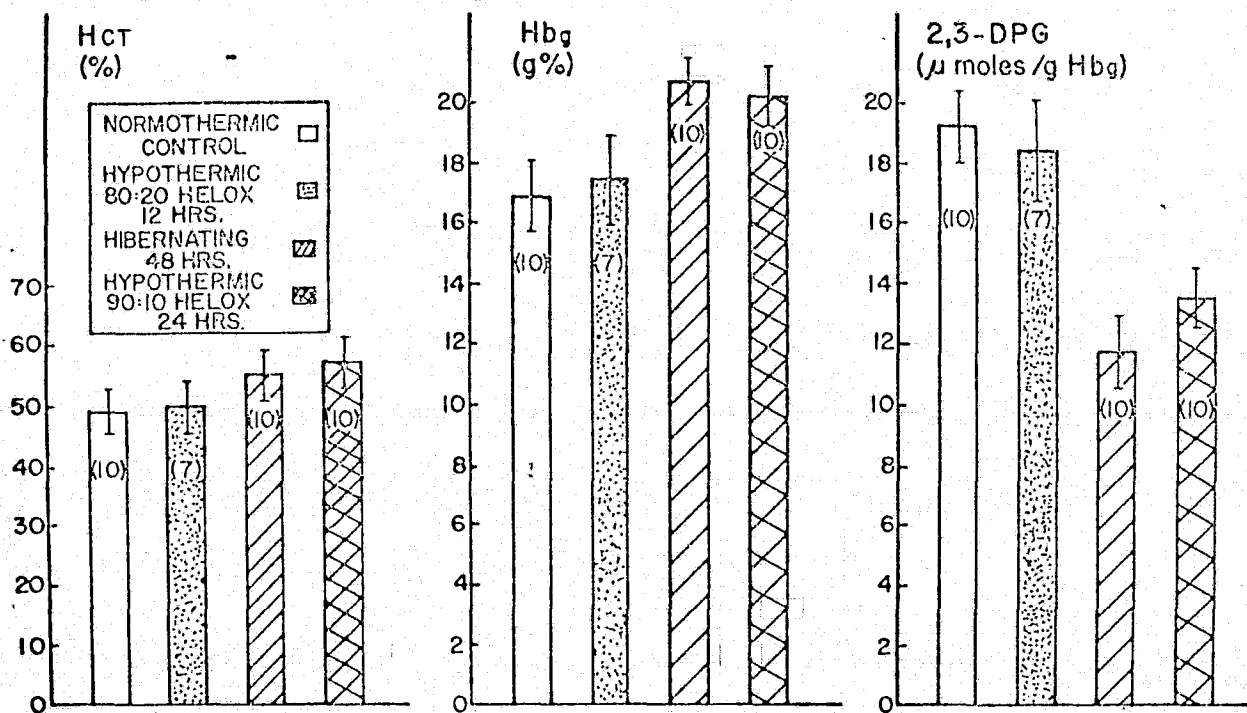 HCT
(%)
NORMOTHERMIC
CONTROL
HYPOTHERMIC
80:20 HELOX
12 HRS.
HIBERNATING
48 HRS.
HYPOTHERMIC
90:10 HELOX
24 HRS.
70
60
50
40
30
20
10
0
(10)
(7)
(10)
(10)
Hbg
(g%)
20
18
16
14
12
10
8
6
4
2
0
(10)
(7)
(10)
(10)
2,3-DPG
(μ moles/g Hbg)
20
18
16
14
12
10
8
6
4
2
0
(10)
(7)
(10)
(10)